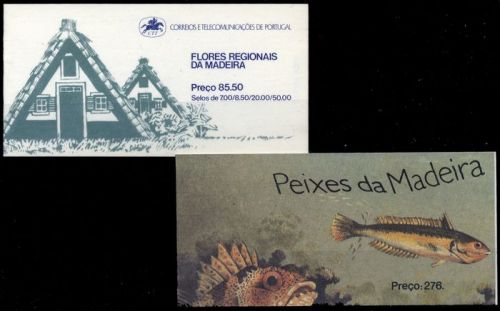 CTT
CORREIOS E TELECOMUNICAÇÕES DE PORTUGAL
FLORES REGIONAIS
DA MADEIRA
Preço 85.50
Selos de 7.00/8.50/20.00/50.00
Peixes da Madeira
Preço: 276.